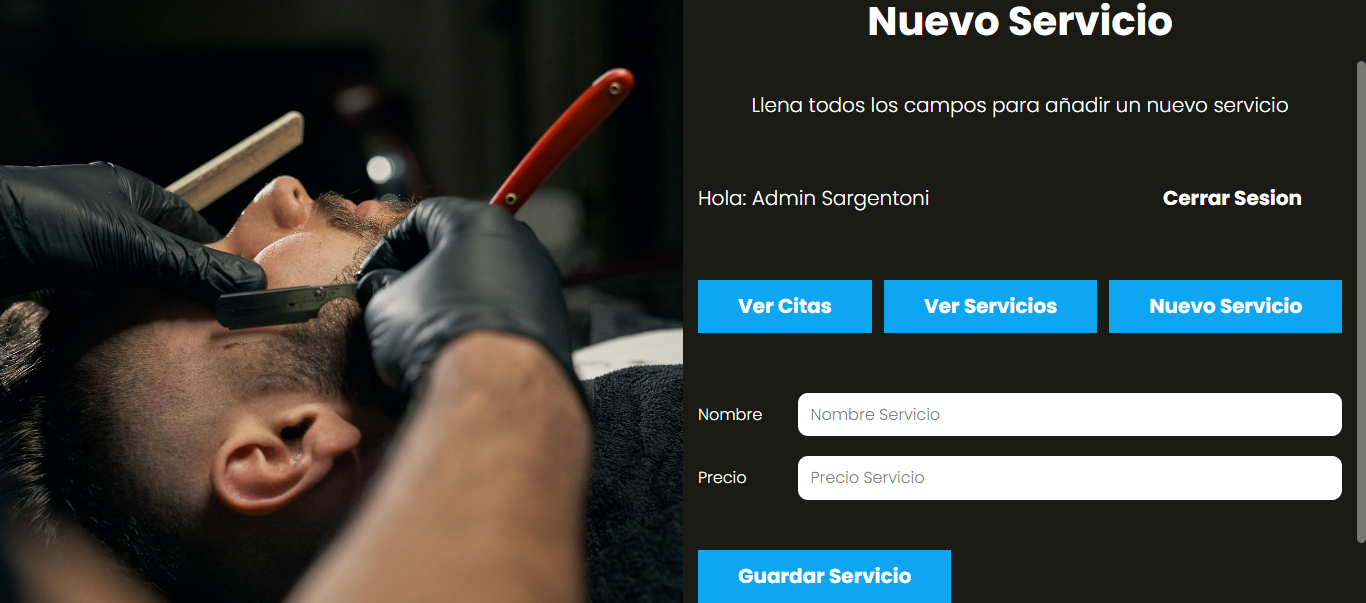 Nuevo Servicio
Llena todos los campos para añadir un nuevo servicio
Hola: Admin Sargentoni
Cerrar Sesion
Ver Citas
Ver Servicios
Nuevo Servicio
Nombre
Nombre Servicio
Precio
Precio Servicio
Guardar Servicio